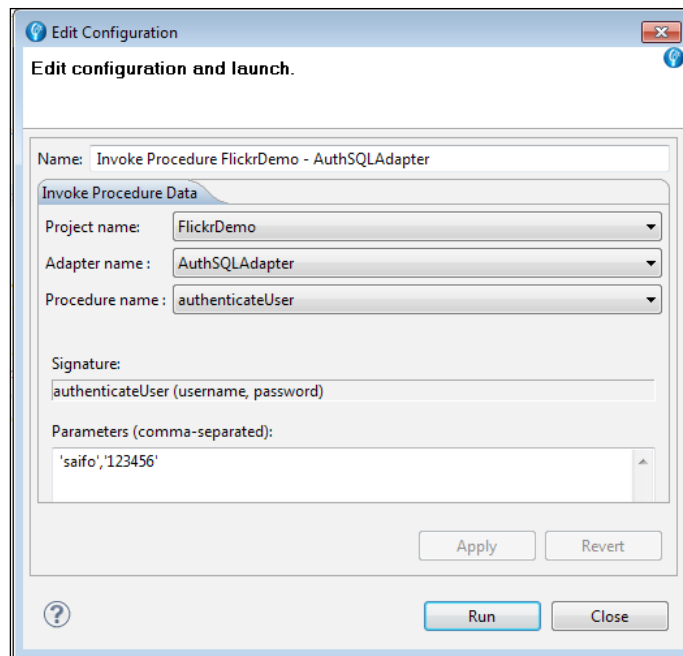 Edit Configuration
Edit configuration and launch.
Name: Invoke Procedure FlickrDemo - AuthSQLAdapter
Invoke Procedure Data
Project name: FlickrDemo
Adapter name : AuthSQLAdapter
Procedure name : authenticateUser
Signature:
authenticateUser (username, password)
Parameters (comma-separated):
'saifo','123456'
Apply Revert
? Run Close